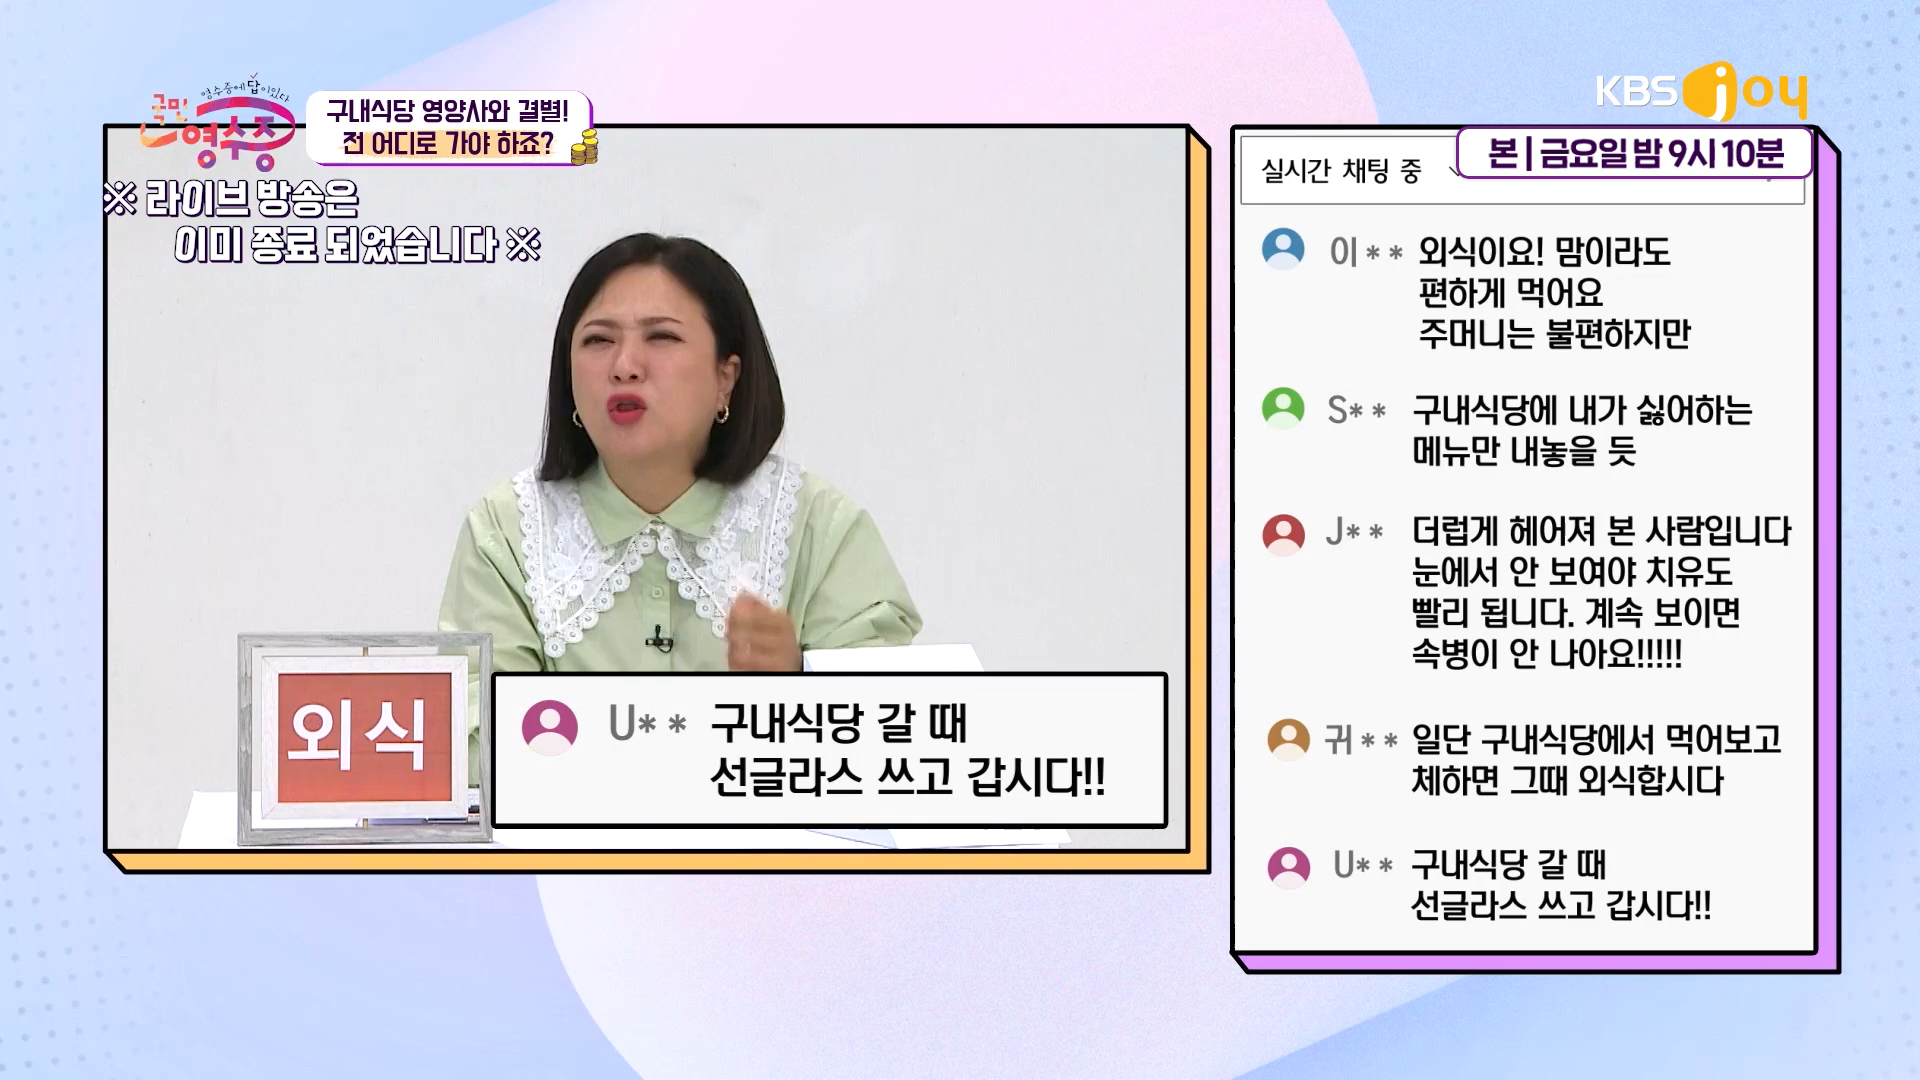 영수증에 답이있다
국민
영수증
구내식당 영양사와 결별!
전 어디로 가야 하죠?
KBS joy
본 | 금요일 밤 9시 10분
※ 라이브 방송은
이미 종료 되었습니다 ※
외식
U** 구내식당 갈 때
선글라스 쓰고 갑시다!!
실시간 채팅 중
이** 외식이요! 맘이라도
편하게 먹어요
주머니는 불편하지만
S** 구내식당에 내가 싫어하는
메뉴만 내놓을 듯
J** 더럽게 헤어져 본 사람입니다
눈에서 안 보여야 치유도
빨리 됩니다. 계속 보이면
속병이 안 나아요!!!!!
귀** 일단 구내식당에서 먹어보고
체하면 그때 외식합시다
U** 구내식당 갈 때
선글라스 쓰고 갑시다!!